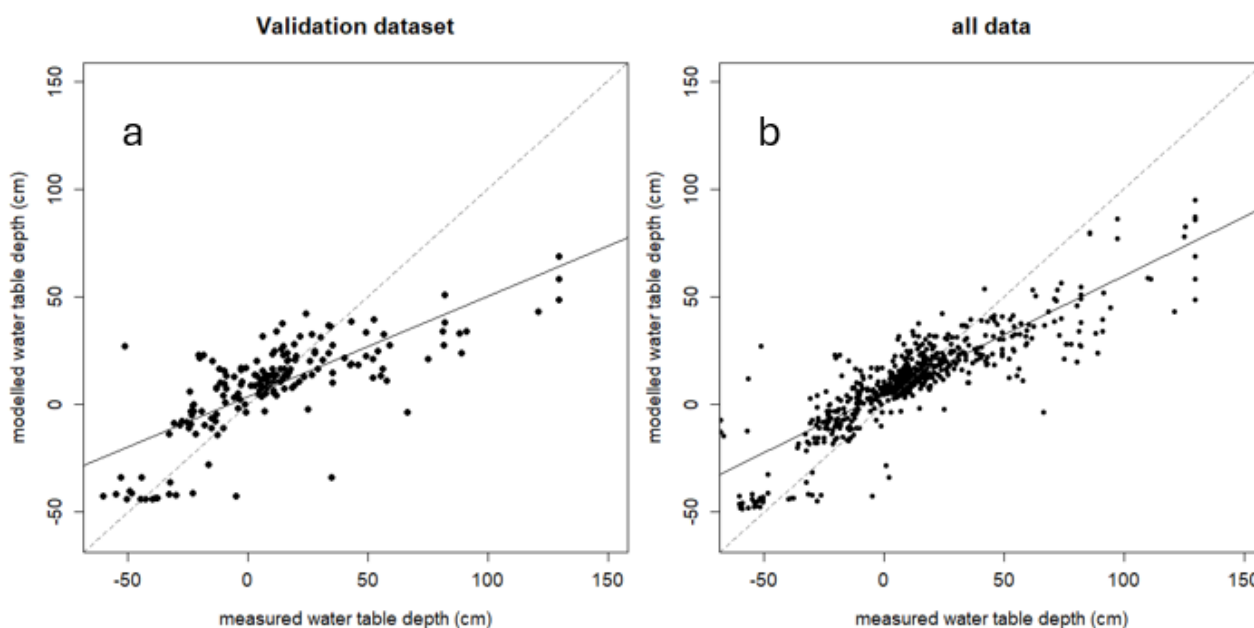 Validation dataset
a
modelled water table depth (cm)
150
100
50
0
-50
-50 0 50 100 150
measured water table depth (cm)
all data
b
modelled water table depth (cm)
150
100
50
0
-50
-50 0 50 100 150
measured water table depth (cm)